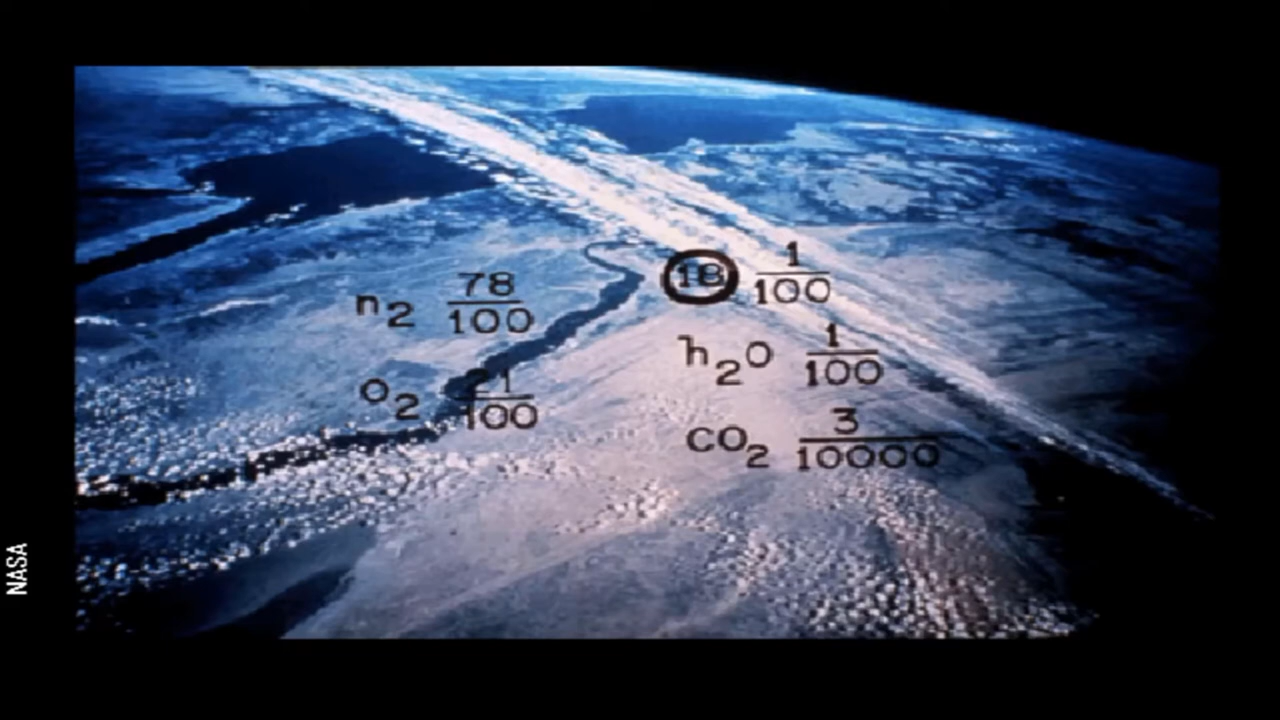 n₂ 78/100
o₂ 21/100
18 1/100
h₂o 1/100
co₂ 3/10000
NASA